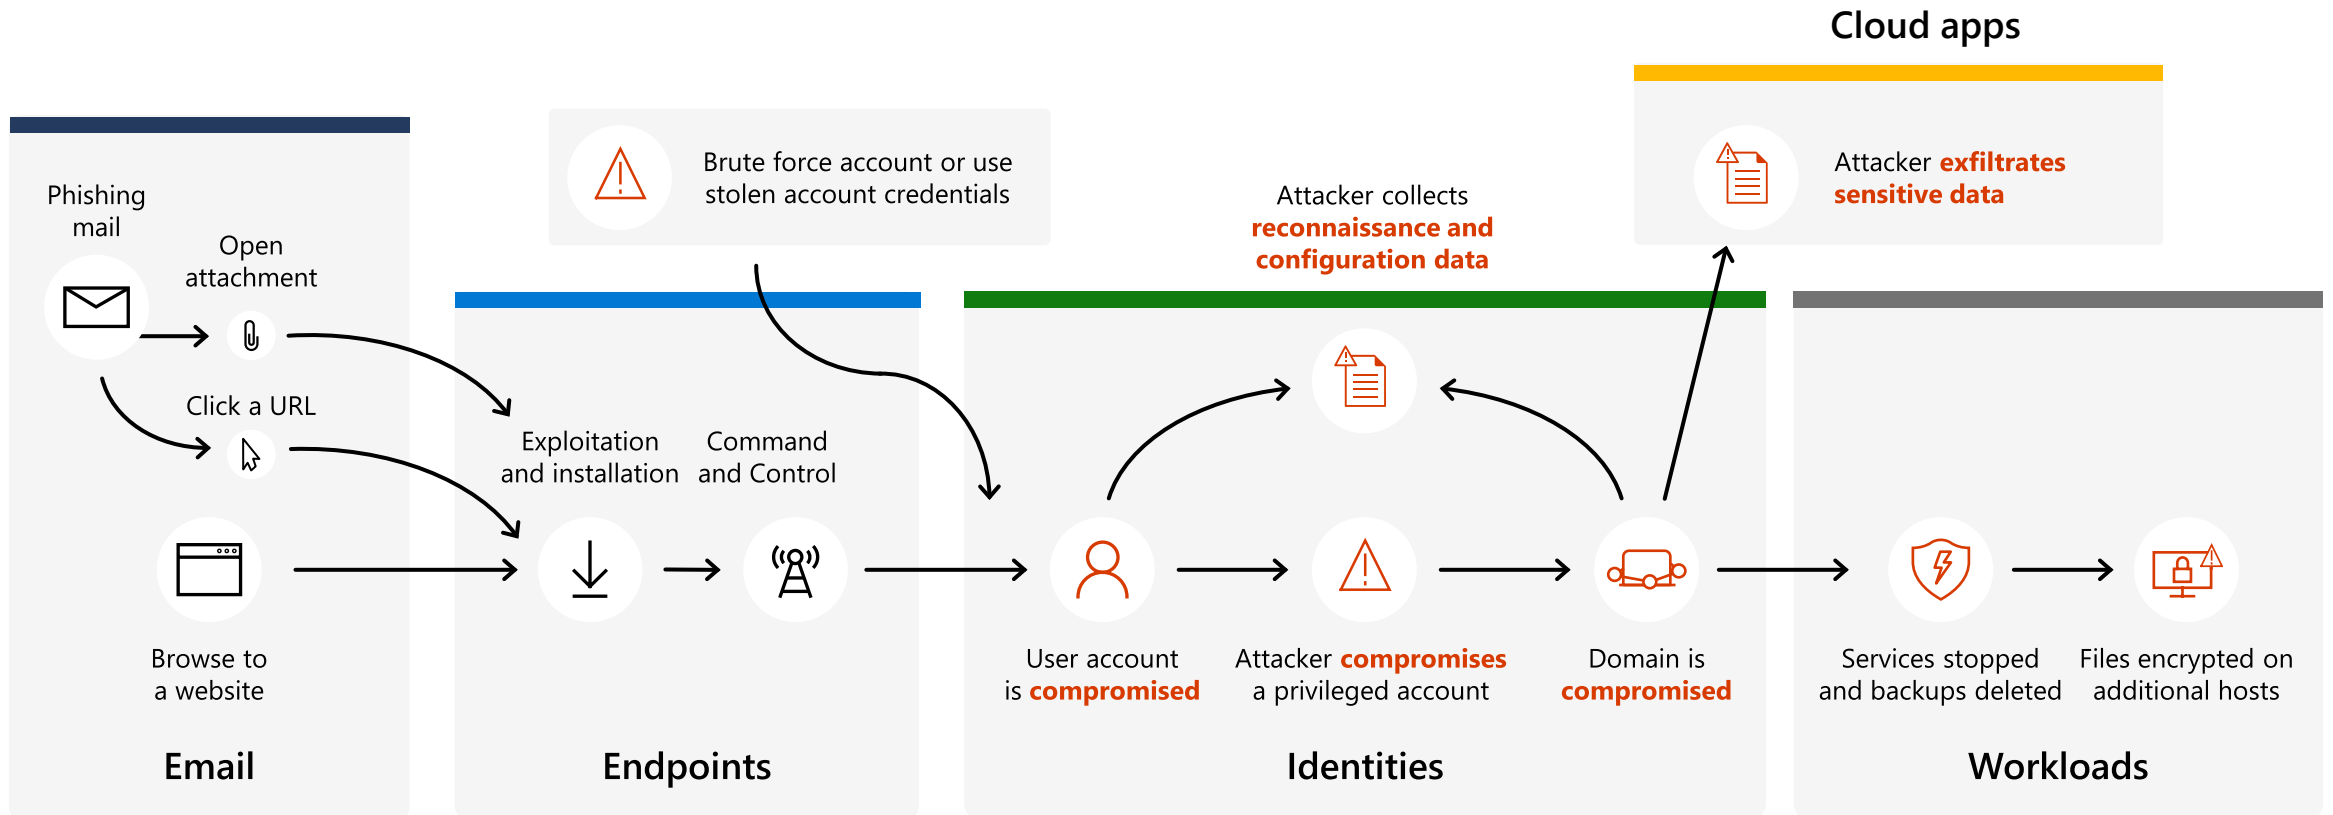 Cloud apps
Phishing
mail
Open
attachment
Click a URL
Browse to
a website
Email
Brute force account or use
stolen account credentials
Exploitation
and installation
Command
and Control
Endpoints
Attacker collects
reconnaissance and
configuration data
User account
is compromised
Attacker compromises
a privileged account
Domain is
compromised
Identities
Attacker exfiltrates
sensitive data
Services stopped
and backups deleted
Files encrypted on
additional hosts
Workloads